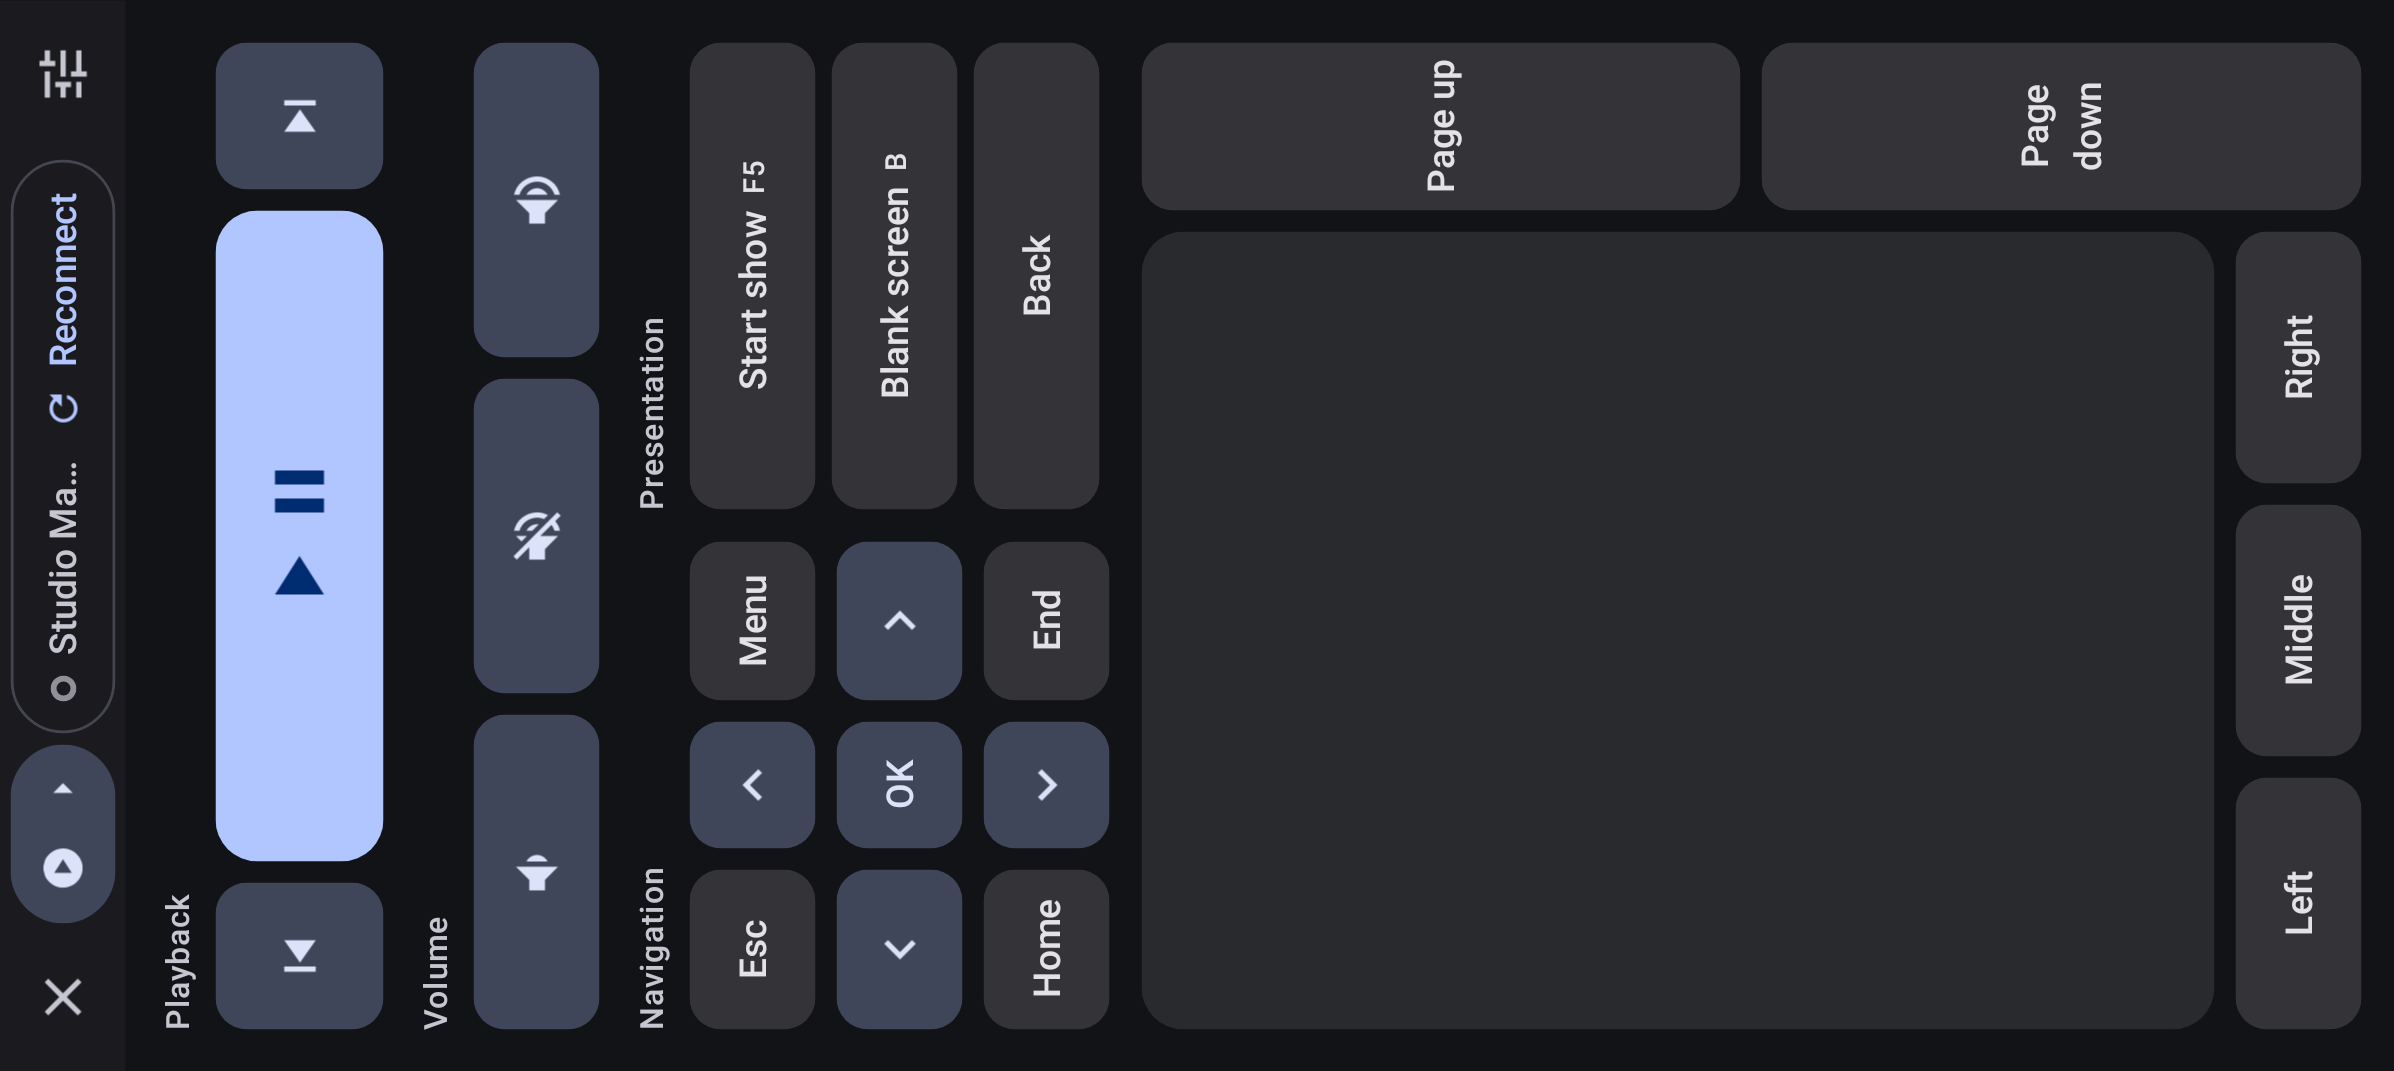 Studio Ma... Reconnect
Playback
Volume
Navigation
Presentation
Esc
Menu
Start show F5
OK
Blank screen B
Home
End
Back
Page up
Page
down
Left
Middle
Right